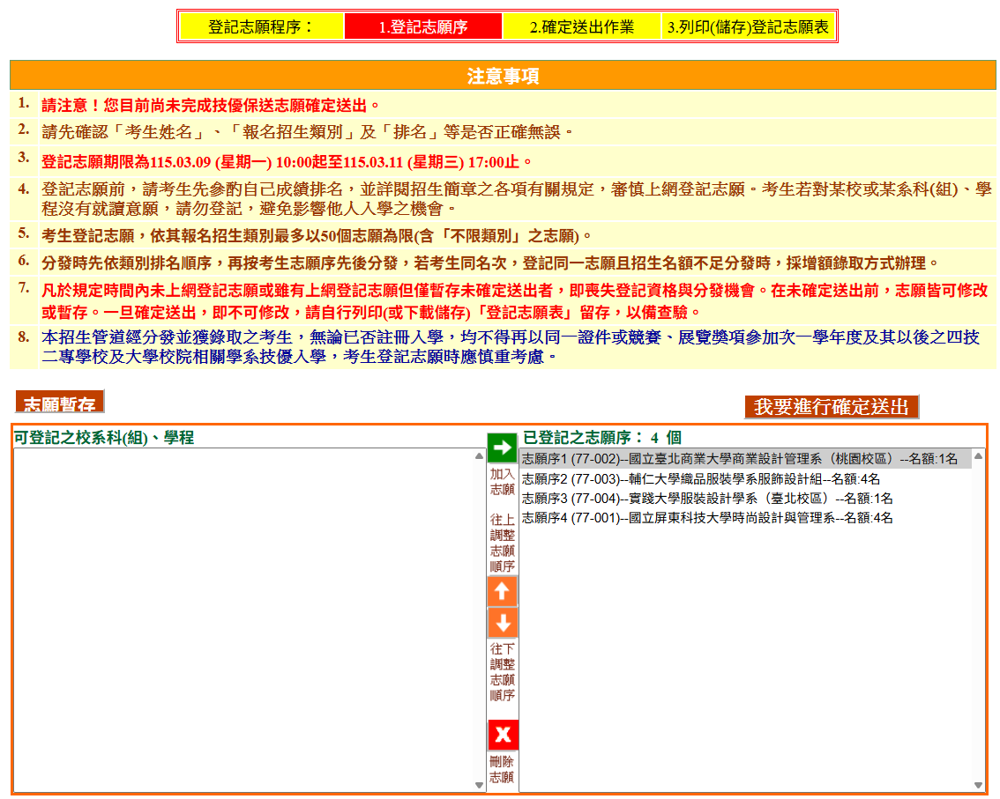 登記志願程序：
1.登記志願序
2.確定送出作業
3.列印(儲存)登記志願表
注意事項
1. 請注意！您目前尚未完成技優保送志願確定送出。
2. 請先確認「考生姓名」、「報名招生類別」及「排名」等是否正確無誤。
3. 登記志願期限為115.03.09 (星期一) 10:00起至115.03.11 (星期三) 17:00止。
4. 登記志願前，請考生先參酌自己成績排名，並詳閱招生簡章之各項有關規定，審慎上網登記志願。考生若對某校或某系科(組)、學
程沒有就讀意願，請勿登記，避免影響他人入學之機會。
5. 考生登記志願，依其報名招生類別最多以50個志願為限(含「不限類別」之志願)。
6. 分發時先依類別排名順序，再按考生志願序先後分發，若考生同名次，登記同一志願且招生名額不足分發時，採增額錄取方式辦理。
7. 凡於規定時間內未上網登記志願或雖有上網登記志願但僅暫存未確定送出者，即喪失登記資格與分發機會。在未確定送出前，志願皆可修改
或暫存。一旦確定送出，即不可修改，請自行列印(或下載儲存)「登記志願表」留存，以備查驗。
8. 本招生管道經分發並獲錄取之考生，無論已否註冊入學，均不得再以同一證件或競賽、展覽獎項參加次一學年度及其以後之四技
二專學校及大學校院相關學系技優入學，考生登記志願時應慎重考慮。
志願暫存
我要進行確定送出
可登記之校系科(組)、學程
加入
志願
往上
調整
志願
順序
往下
調整
志願
順序
X
刪除
志願
已登記之志願序： 4 個
志願序1 (77-002)--國立臺北商業大學商業設計管理系（桃園校區）--名額:1名
志願序2 (77-003)--輔仁大學織品服裝學系服飾設計組--名額:4名
志願序3 (77-004)--實踐大學服裝設計學系（臺北校區）--名額:1名
志願序4 (77-001)--國立屏東科技大學時尚設計與管理系--名額:4名